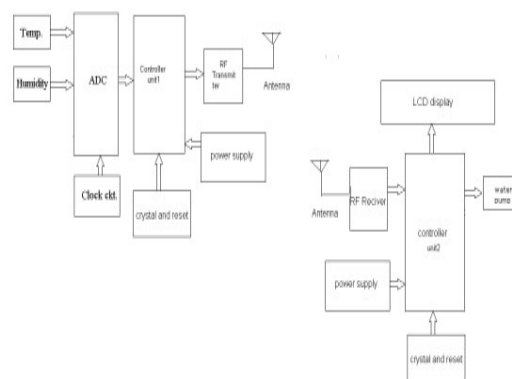 Temp.
Humidity
ADC
Clock ckt.
Controller
unit1
RF
Transmit
ter
Antenna
power supply
crystal and reset
LCD display
Antenna
RF Reciver
controller
unit2
water
pump
power supply
crystal and reset